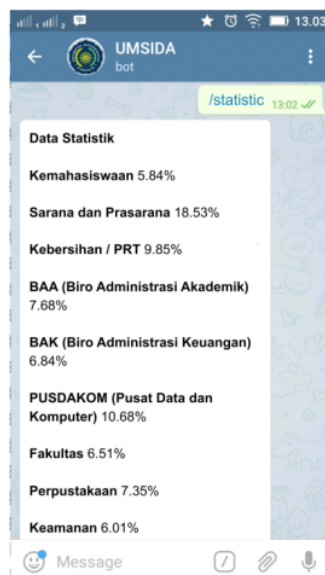 1 2 13.03
UMSIDA
bot
/statistic 13:02
Data Statistik
Kemahasiswaan 5.84%
Sarana dan Prasarana 18.53%
Kebersihan / PRT 9.85%
BAA (Biro Administrasi Akademik)
7.68%
BAK (Biro Administrasi Keuangan)
6.84%
PUSDAKOM (Pusat Data dan
Komputer) 10.68%
Fakultas 6.51%
Perpustakaan 7.35%
Keamanan 6.01%
Message